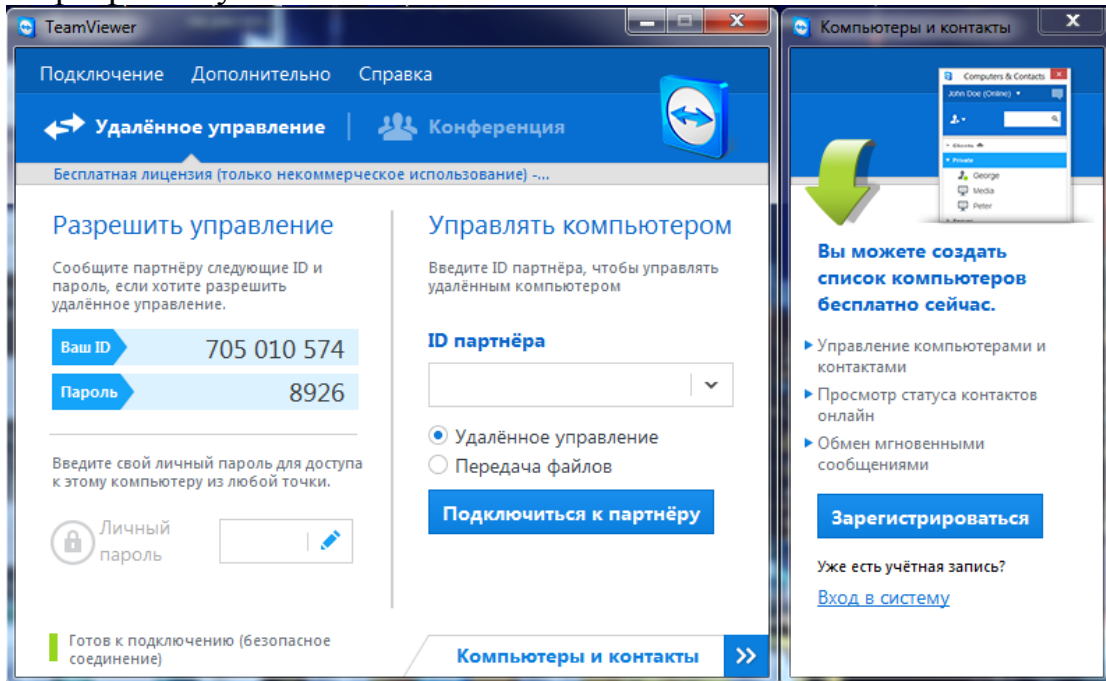 TeamViewer
Подключение Дополнительно Справка
Удалённое управление
Конференция
Бесплатная лицензия (только некоммерческое использование) -...
Разрешить управление
Сообщите партнёру следующие ID и
пароль, если хотите разрешить
удалённое управление.
Ваш ID 705 010 574
Пароль 8926
Введите свой личный пароль для доступа
к этому компьютеру из любой точки.
Личный
пароль
Готов к подключению (безопасное
соединение)
Управлять компьютером
Введите ID партнёра, чтобы управлять
удалённым компьютером
ID партнёра
Удалённое управление
Передача файлов
Подключиться к партнёру
Компьютеры и контакты
Компьютеры и контакты
Computers & Contacts
John Doe (Online)
Private
George
Media
Peter
Вы можете создать
список компьютеров
бесплатно сейчас.
Управление компьютерами и
контактами
Просмотр статуса контактов
онлайн
Обмен мгновенными
сообщениями
Зарегистрироваться
Уже есть учётная запись?
Вход в систему